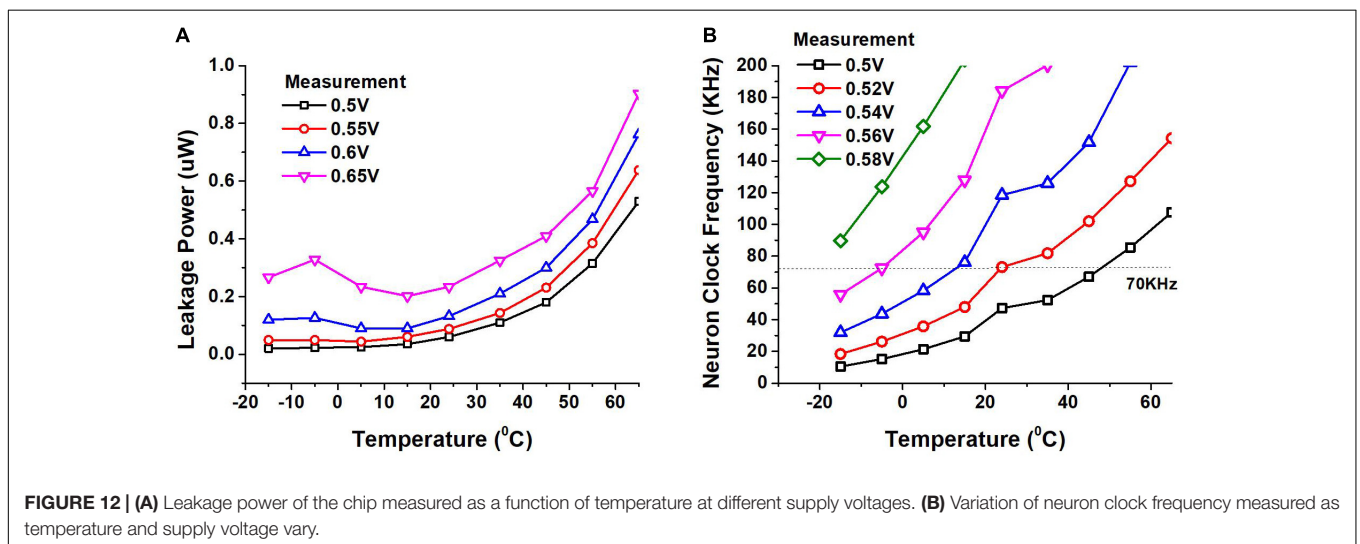 A
Measurement
0.5V
0.55V
0.6V
0.65V
1.0
0.8
0.6
0.4
0.2
0.0
Leakage Power (uW)
-20 -10 0 10 20 30 40 50 60
Temperature (⁰C)
B
Measurement
0.5V
0.52V
0.54V
0.56V
0.58V
200
180
160
140
120
100
80
60
40
20
0
Neuron Clock Frequency (KHz)
70KHz
-20 0 20 40 60
Temperature (⁰C)
FIGURE 12 | (A) Leakage power of the chip measured as a function of temperature at different supply voltages. (B) Variation of neuron clock frequency measured as
temperature and supply voltage vary.